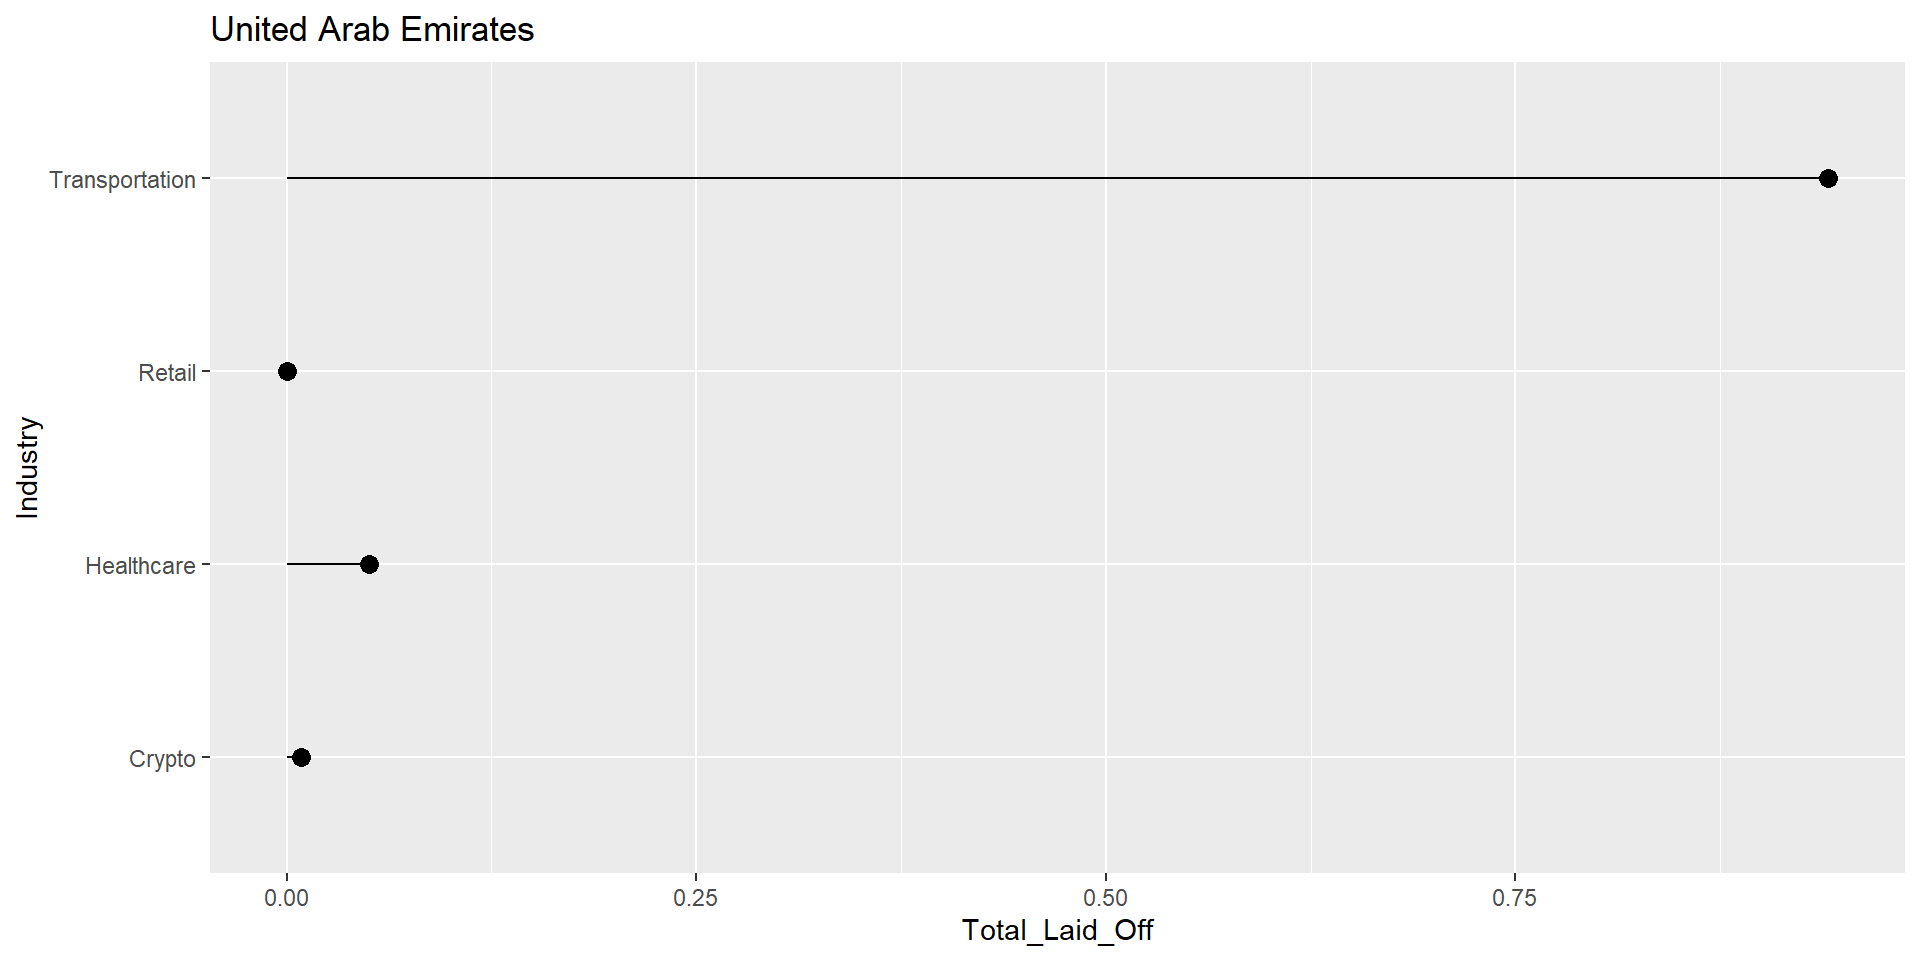 United Arab Emirates
Transportation
Retail
Healthcare
Crypto
Industry
0.00 0.25 0.50 0.75
Total_Laid_Off